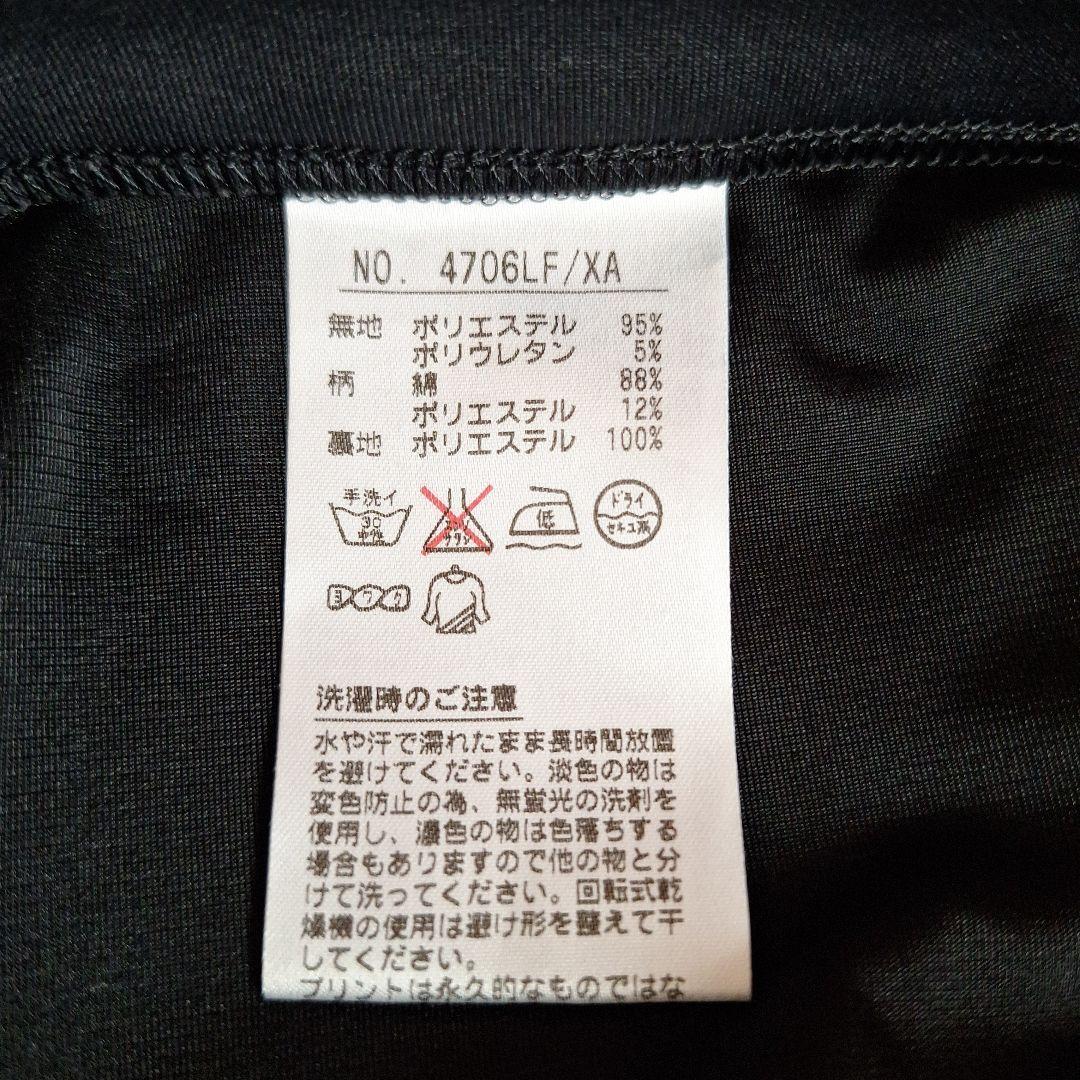 NO. 4706LF/XA
無地 ポリエステル 95%
ポリウレタン 5%
柄 綿 88%
ポリエステル 12%
裏地 ポリエステル 100%
手洗イ
30
中性
エンソ
サラシ
低
ドライ
セキユ系
ヨワク
洗濯時のご注意
水や汗で濡れたまま長時間放置
を避けてください。淡色の物は
変色防止の為、無蛍光の洗剤を
使用し、濃色の物は色落ちする
場合もありますので他の物と分
けて洗ってください。回転式乾
燥機の使用は避け形を整えて干
してください。
プリントは永久的なものではな